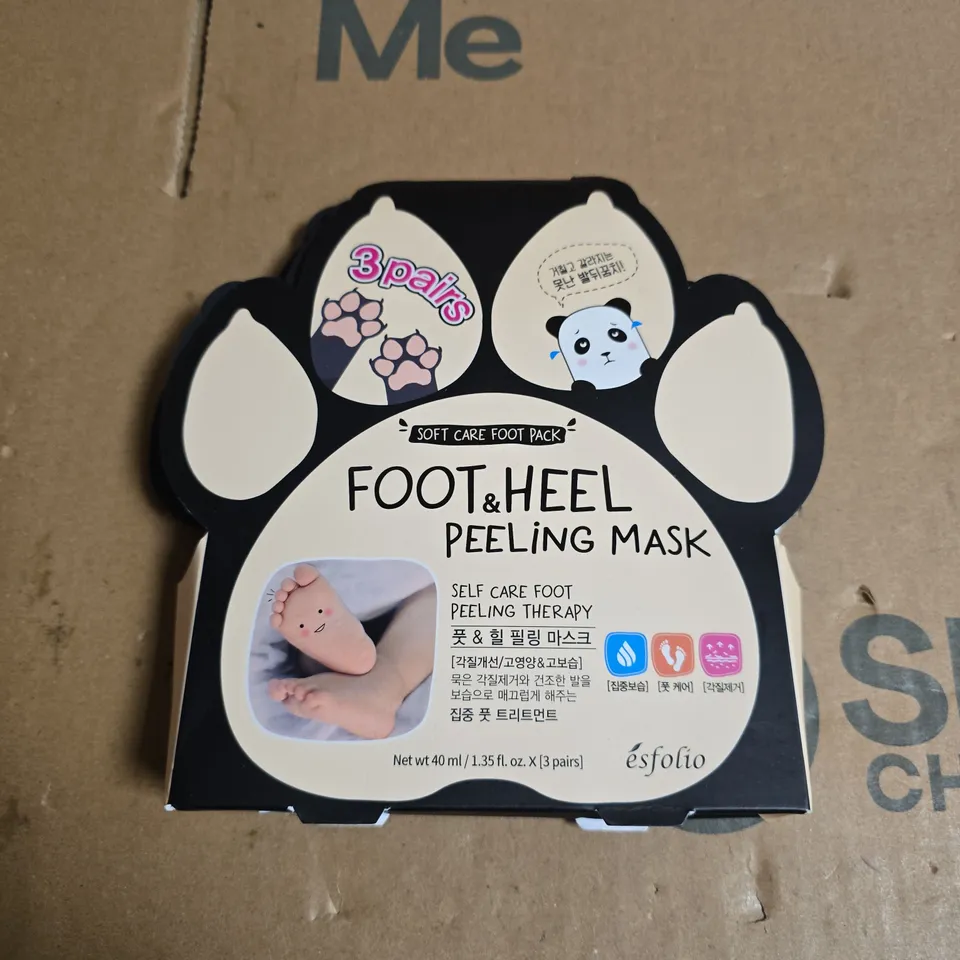 Me
3 pairs
거칠고 갈라지는
못난 발뒤꿈치!
SOFT CARE FOOT PACK
FOOT & HEEL
PEELING MASK
SELF CARE FOOT
PEELING THERAPY
풋 & 힐 필링 마스크
[각질개선/고영양&고보습]
묵은 각질제거와 건조한 발을
보습으로 매끄럽게 해주는
집중 풋 트리트먼트
[집중보습] [풋 케어] [각질제거]
Net wt 40 ml / 1.35 fl. oz. X [3 pairs]
ésfolio
CH